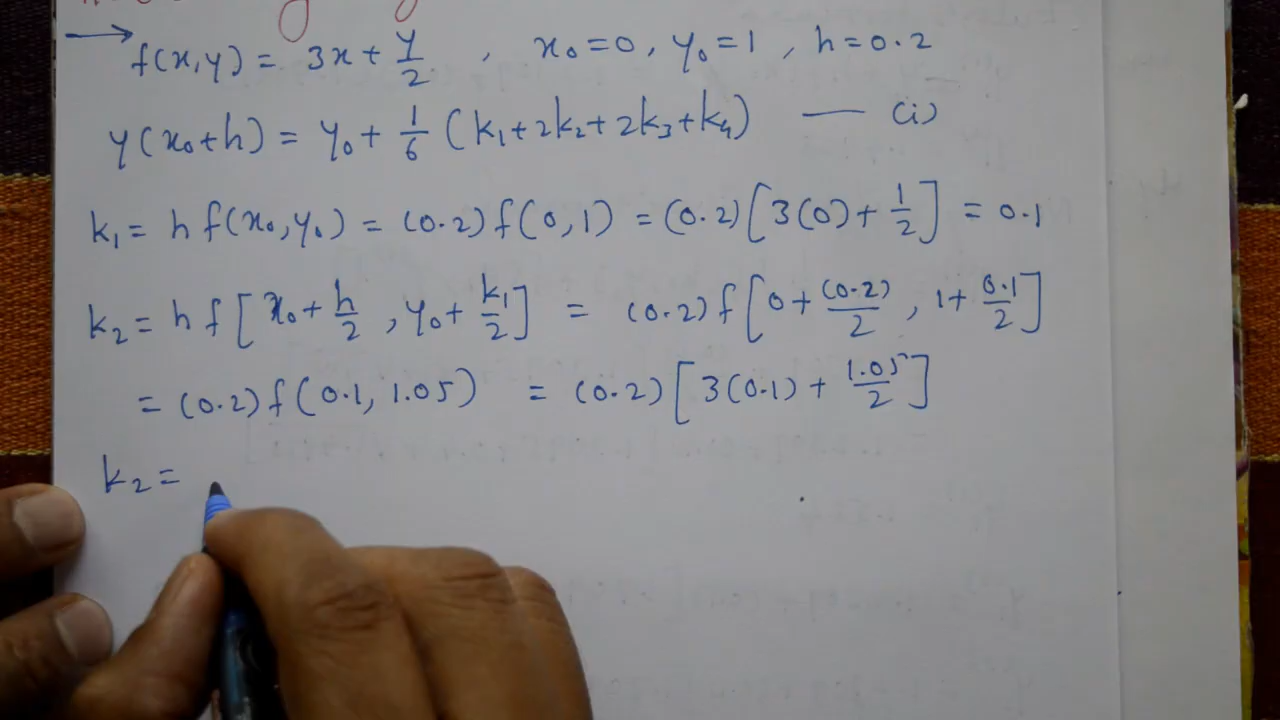 → f(x,y) = 3x + y/2 , x₀=0, y₀=1, h=0.2
y(x₀+h) = y₀ + 1/6 (k₁+2k₂+2k₃+k₄) — (i)
k₁= h f(x₀,y₀) = (0.2) f(0,1) = (0.2)[3(0)+ 1/2] = 0.1
k₂= h f[x₀+ h/2 , y₀+ k₁/2] = (0.2) f[0+ (0.2)/2 , 1+ 0.1/2]
= (0.2) f(0.1, 1.05) = (0.2)[3(0.1)+ 1.05/2]
k₂=